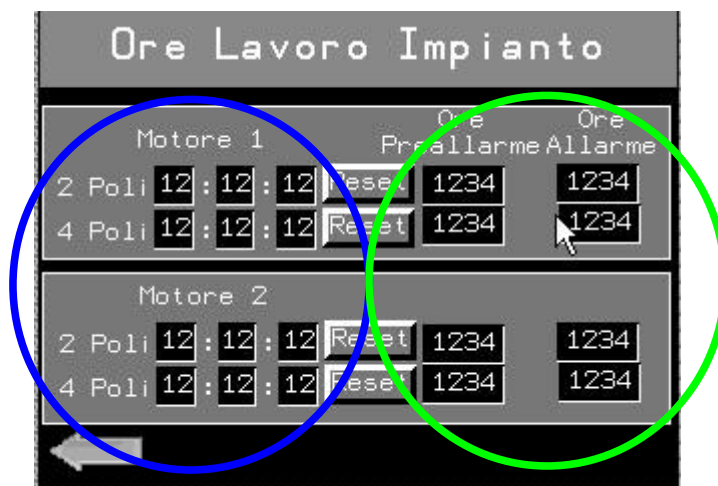 Ore Lavoro Impianto
Ore Ore
Motore 1 Preallarme Allarme
2 Poli 12 : 12 : 12 Reset 1234 1234
4 Poli 12 : 12 : 12 Reset 1234 1234
Motore 2
2 Poli 12 : 12 : 12 Reset 1234 1234
4 Poli 12 : 12 : 12 Reset 1234 1234